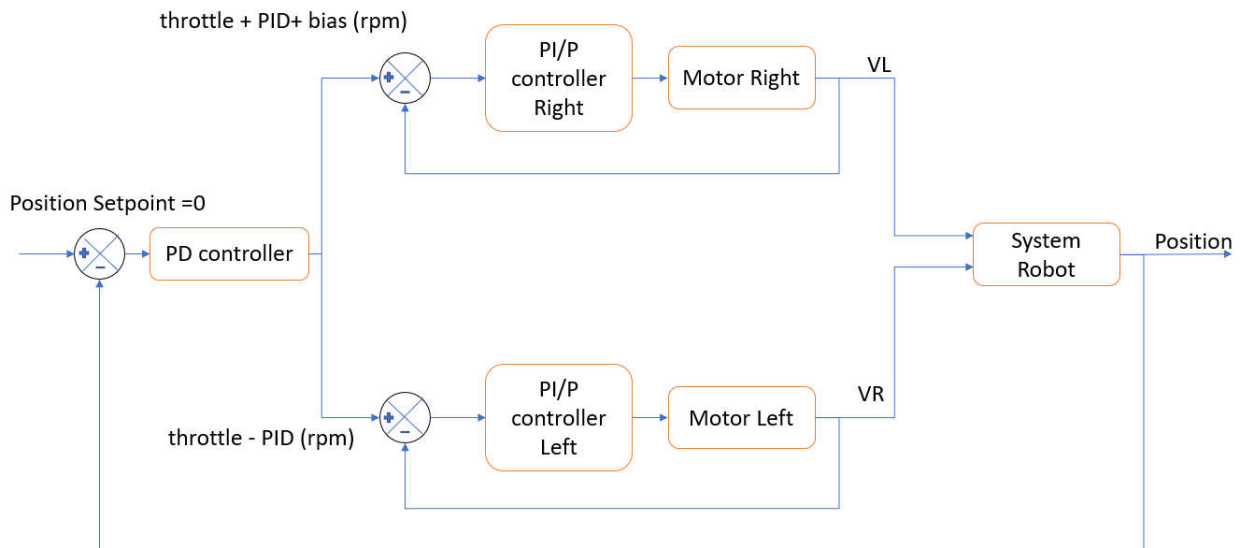 throttle + PID+ bias (rpm)
PI/P
controller
Right
Motor Right
VL
Position Setpoint =0
PD controller
System
Robot
Position
throttle - PID (rpm)
PI/P
controller
Left
Motor Left
VR